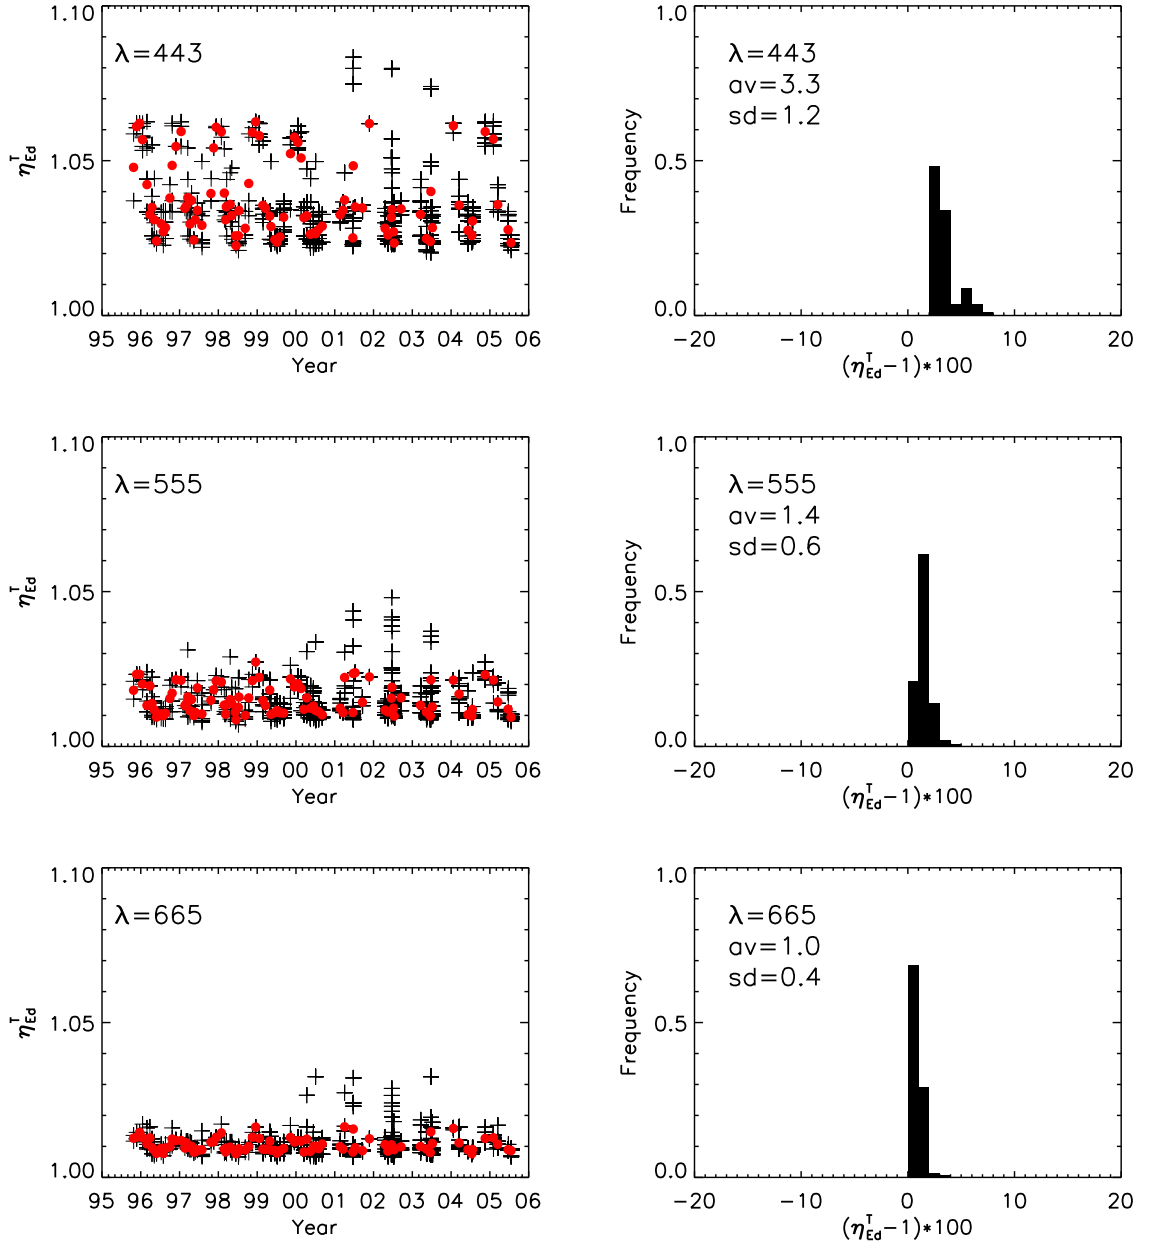 1.10
λ=443
1.05
η^T_Ed
1.00
95 96 97 98 99 00 01 02 03 04 05 06
Year
1.0
λ=443
av=3.3
sd=1.2
Frequency
0.5
0.0
−20 −10 0 10 20
(η^T_Ed−1)*100
1.10
λ=555
1.05
η^T_Ed
1.00
95 96 97 98 99 00 01 02 03 04 05 06
Year
1.0
λ=555
av=1.4
sd=0.6
Frequency
0.5
0.0
−20 −10 0 10 20
(η^T_Ed−1)*100
1.10
λ=665
1.05
η^T_Ed
1.00
95 96 97 98 99 00 01 02 03 04 05 06
Year
1.0
λ=665
av=1.0
sd=0.4
Frequency
0.5
0.0
−20 −10 0 10 20
(η^T_Ed−1)*100